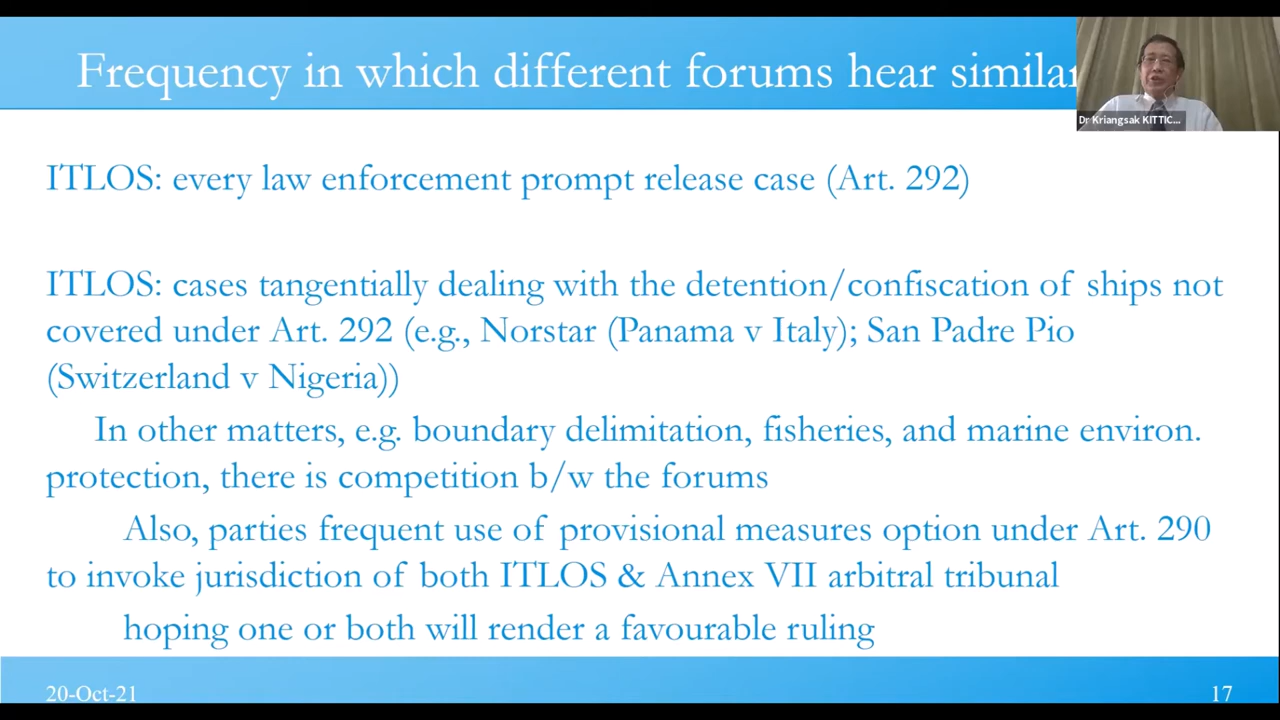 Frequency in which different forums hear similar
Dr Kriangsak KITTIC...
ITLOS: every law enforcement prompt release case (Art. 292)
ITLOS: cases tangentially dealing with the detention/confiscation of ships not
covered under Art. 292 (e.g., Norstar (Panama v Italy); San Padre Pio
(Switzerland v Nigeria))
In other matters, e.g. boundary delimitation, fisheries, and marine environ.
protection, there is competition b/w the forums
Also, parties frequent use of provisional measures option under Art. 290
to invoke jurisdiction of both ITLOS & Annex VII arbitral tribunal
hoping one or both will render a favourable ruling
20-Oct-21
17